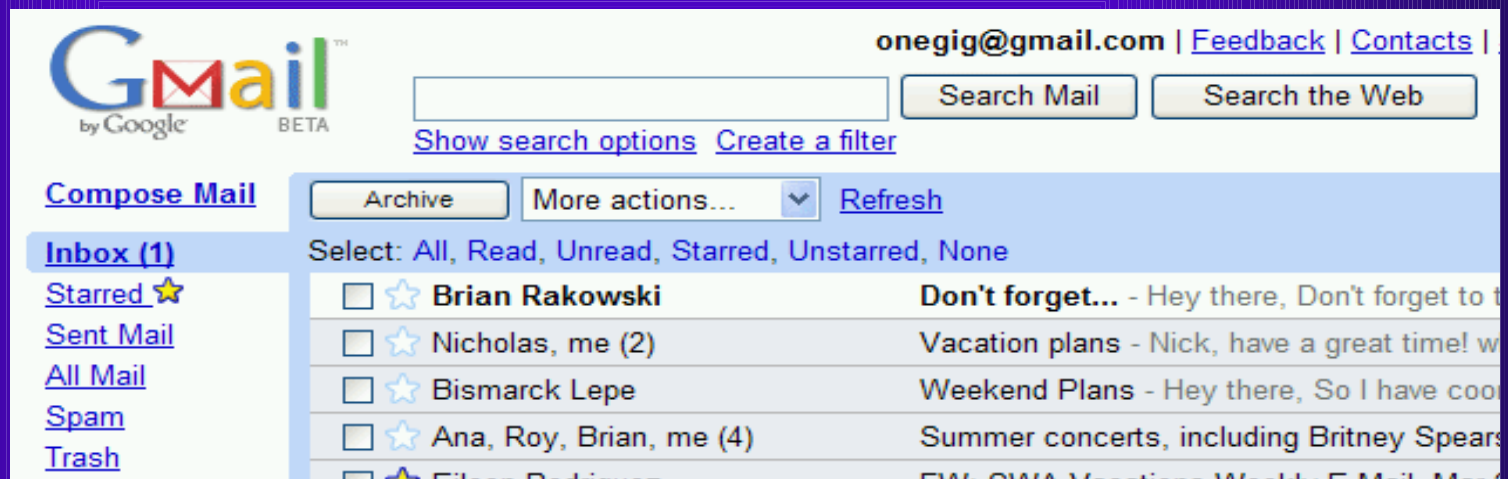 Gmail™
by Google BETA
onegig@gmail.com | Feedback | Contacts |
Search Mail Search the Web
Show search options Create a filter
Compose Mail
Archive More actions... Refresh
Inbox (1)
Select: All, Read, Unread, Starred, Unstarred, None
Starred
Brian Rakowski Don't forget... - Hey there, Don't forget to
Sent Mail
Nicholas, me (2) Vacation plans - Nick, have a great time!
All Mail
Bismarck Lepe Weekend Plans - Hey there, So I have
Spam
Ana, Roy, Brian, me (4) Summer concerts, including Britney Spears
Trash